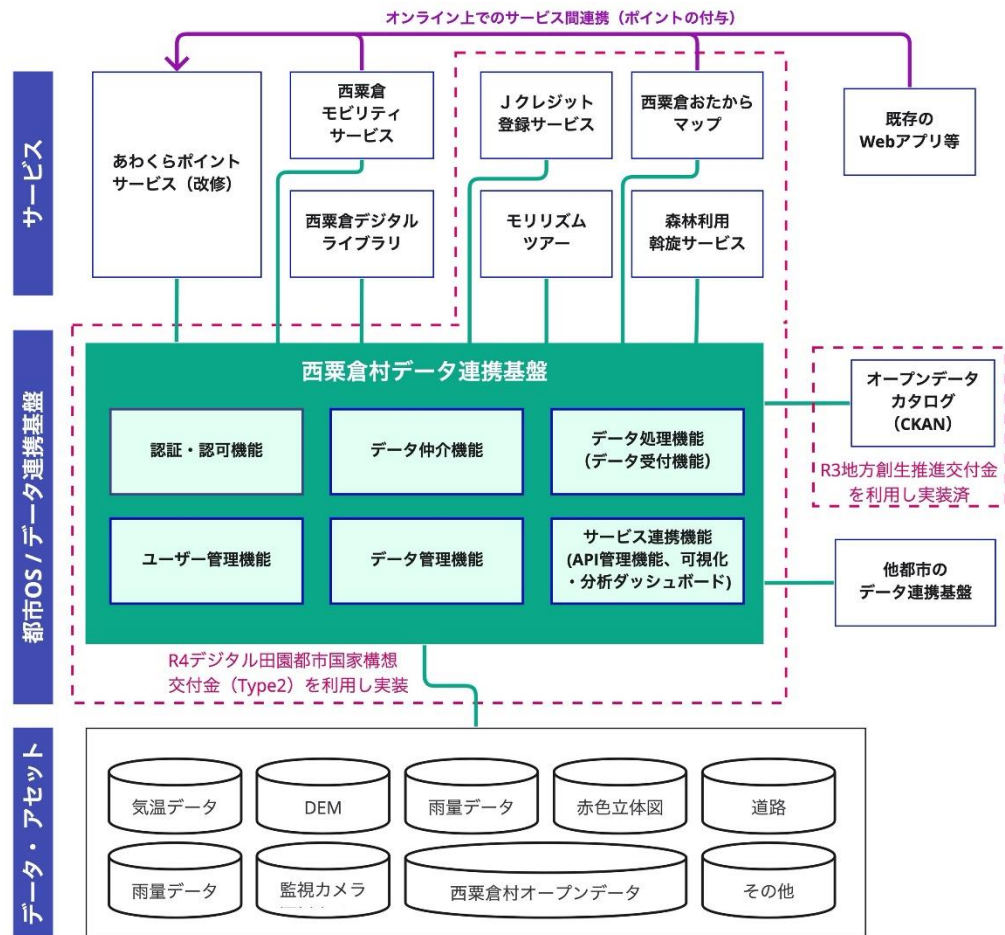 オンライン上でのサービス間連携（ポイントの付与）
サービス
あわくらポイント
サービス（改修）
西粟倉
モビリティ
サービス
西粟倉デジタル
ライブラリ
Ｊクレジット
登録サービス
モリリズム
ツアー
西粟倉おたから
マップ
森林利用
斡旋サービス
既存の
Webアプリ等
都市OS / データ連携基盤
西粟倉村データ連携基盤
認証・認可機能
データ仲介機能
データ処理機能
（データ受付機能）
ユーザー管理機能
データ管理機能
サービス連携機能
(API管理機能、可視化
・分析ダッシュボード)
オープンデータ
カタログ
（CKAN）
R3地方創生推進交付金
を利用し実装済
他都市の
データ連携基盤
R4デジタル田園都市国家構想
交付金（Type2）を利用し実装
データ・アセット
気温データ
DEM
雨量データ
赤色立体図
道路
雨量データ
監視カメラ
西粟倉村オープンデータ
その他